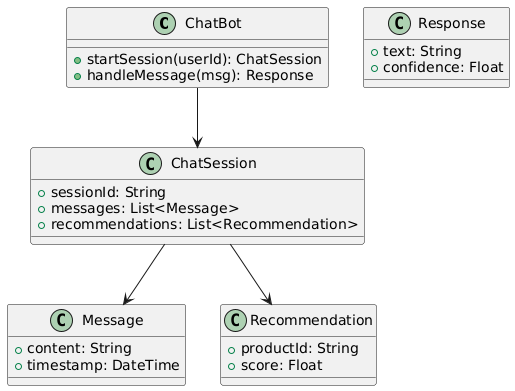 C ChatBot
+startSession(userId): ChatSession
+handleMessage(msg): Response
C Response
+text: String
+confidence: Float
C ChatSession
+sessionId: String
+messages: List<Message>
+recommendations: List<Recommendation>
C Message
+content: String
+timestamp: DateTime
C Recommendation
+productId: String
+score: Float